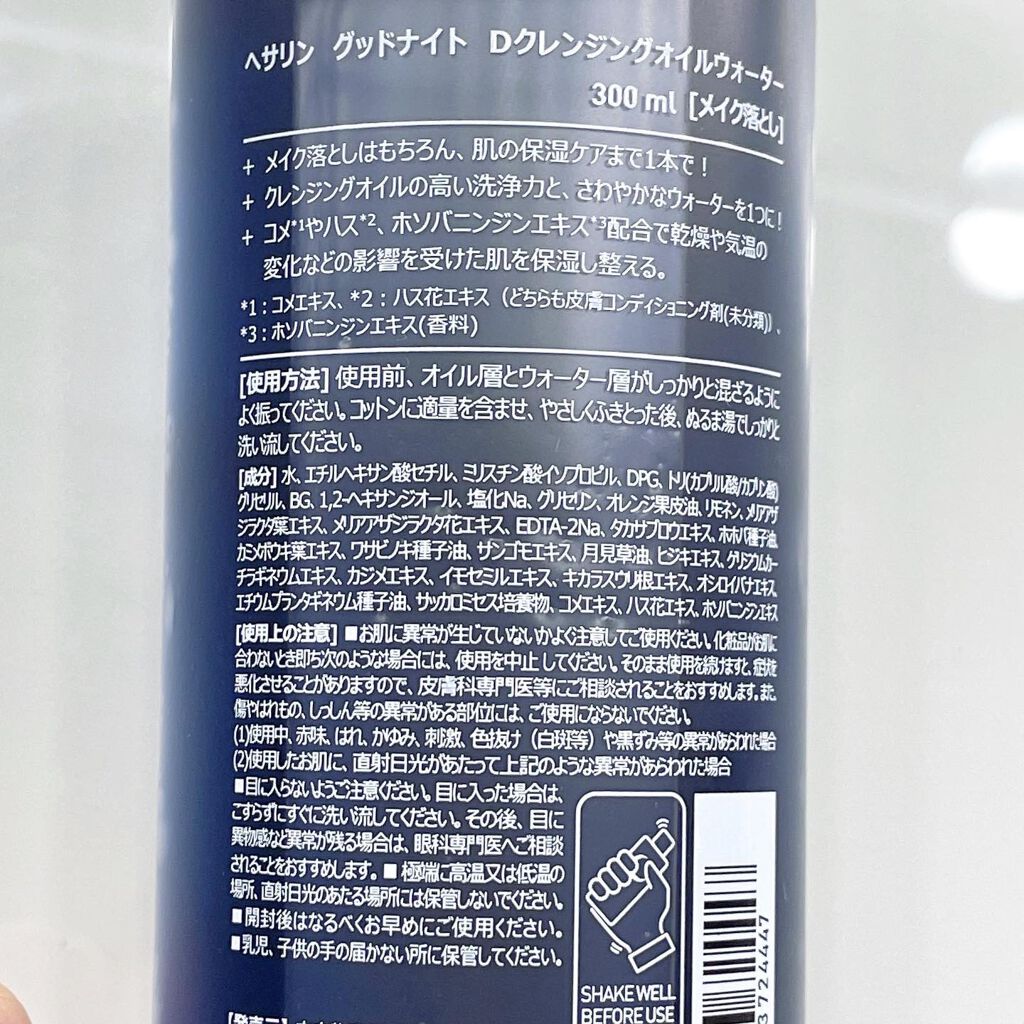 ヘサリン グッドナイト Dクレンジングオイルウォーター
300 ml [メイク落とし]
+ メイク落としはもちろん、肌の保湿ケアまで1本で!
+ クレンジングオイルの高い洗浄力と、さわやかなウォーターを1つに!
+ コメ*1やハス*2、ホソバニンジンエキス*3配合で乾燥や気温の
変化などの影響を受けた肌を保湿し整える。
*1:コメエキス、*2:ハス花エキス(どちらも皮膚コンディショニング剤(未分類))、
*3:ホソバニンジンエキス(香料)
[使用方法] 使用前、オイル層とウォーター層がしっかりと混ざるように
よく振ってください。コットンに適量を含ませ、やさしくふきとった後、ぬるま湯でしっかりと
洗い流してください。
[成分] 水、エチルヘキサン酸セチル、ミリスチン酸イソプロピル、DPG、トリ(カプリル酸/カプリン酸)
グリセリル、BG、1,2-ヘキサンジオール、塩化Na、グリセリン、オレンジ果皮油、リモネン、メリアアザ
ジラクタ葉エキス、メリアアザジラクタ花エキス、EDTA-2Na、タカサブロウエキス、ホホバ種子油、
カミメボウキ葉エキス、ワサビノキ種子油、サンゴモエキス、月見草油、ヒジキエキス、クリジウムカー
チラギネウムエキス、カジメエキス、イモセミルエキス、キカラスウリ根エキス、オシロイバナエキス、
エチウムプランタギネウム種子油、サッカロミセス培養物、コメエキス、ハス花エキス、ホソバニンジンエキス
[使用上の注意] ■お肌に異常が生じていないかよく注意してご使用ください。化粧品がお肌に
合わないとき即ち次のような場合には、使用を中止してください。そのまま使用を続けますと、症状を
悪化させることがありますので、皮膚科専門医等にご相談されることをおすすめします。また、
傷やはれもの、しっしん等の異常がある部位には、ご使用にならないでください。
(1)使用中、赤味、はれ、かゆみ、刺激、色抜け(白斑等)や黒ずみ等の異常があらわれた場合
(2)使用したお肌に、直射日光があたって上記のような異常があらわれた場合
■目に入らないようご注意ください。目に入った場合は、
こすらずにすぐに洗い流してください。その後、目に
異物感など異常が残る場合は、眼科専門医へご相談
されることをおすすめします。■ 極端に高温又は低温の
場所、直射日光のあたる場所には保管しないでください。
■開封後はなるべくお早めにご使用ください。
■乳児、子供の手の届かない所に保管してください。
SHAKE WELL
BEFORE USE
3724447